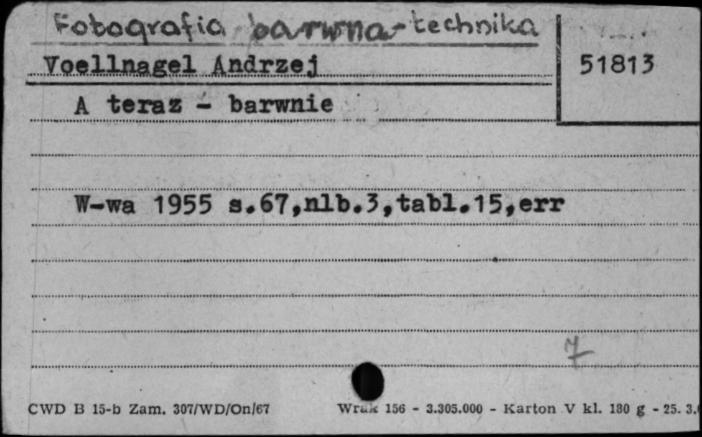 Fotografia barwna-technika
Voellnagel Andrzej
51813
A teraz - barwnie
W-wa 1955 s.67,nlb.3,tabl.15,err
7
CWD B 15-b Zam. 307/WD/On/67 Wrak 156 - 3.305.000 - Karton V kl. 180 g - 25. 3.